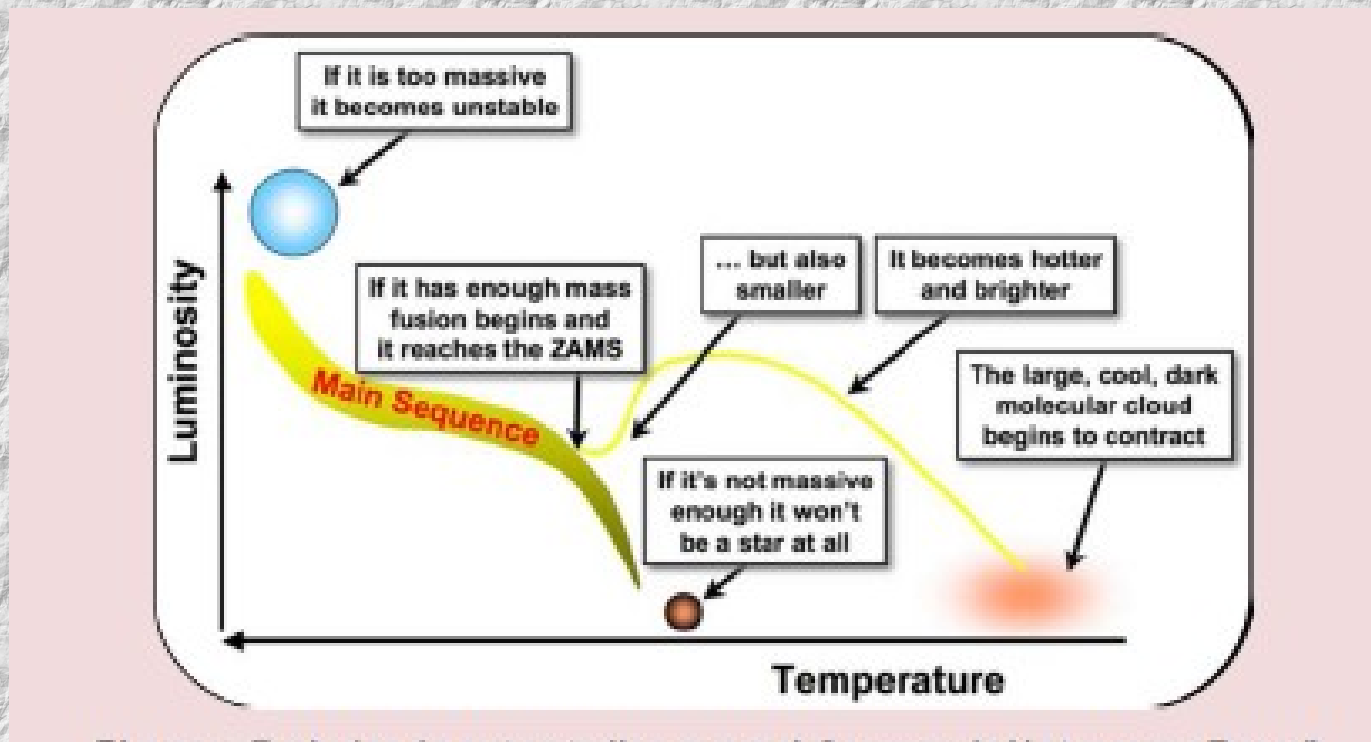 If it is too massive
it becomes unstable
Luminosity
If it has enough mass
fusion begins and
it reaches the ZAMS
... but also
smaller
It becomes hotter
and brighter
The large, cool, dark
molecular cloud
begins to contract
Main Sequence
If it's not massive
enough it won't
be a star at all
Temperature